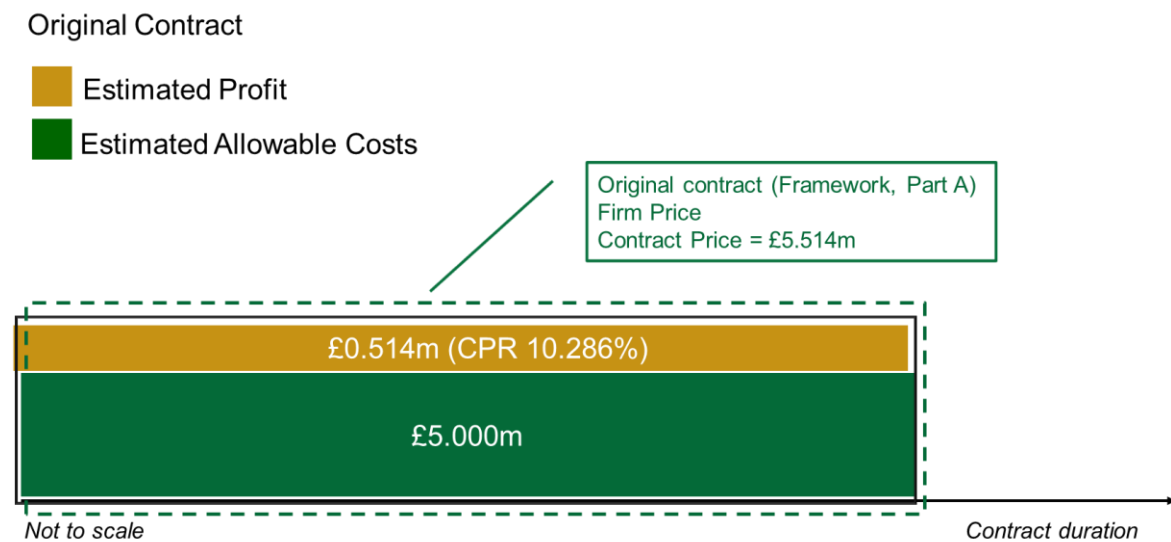 Original Contract
Estimated Profit
Estimated Allowable Costs
Original contract (Framework, Part A)
Firm Price
Contract Price = £5.514m
£0.514m (CPR 10.286%)
£5.000m
Not to scale
Contract duration